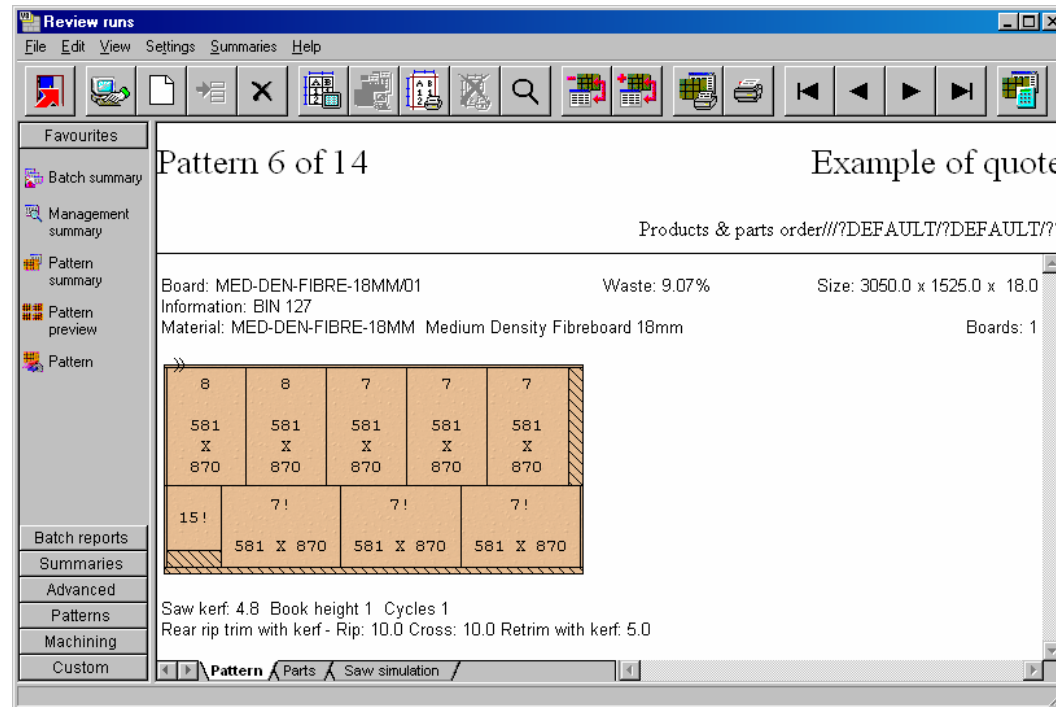 Review runs
File Edit View Settings Summaries Help
Favourites
Batch summary
Management
summary
Pattern
summary
Pattern
preview
Pattern
Batch reports
Summaries
Advanced
Patterns
Machining
Custom
Pattern 6 of 14 Example of quote
Products & parts order///?DEFAULT/?DEFAULT/?
Board: MED-DEN-FIBRE-18MM/01 Waste: 9.07% Size: 3050.0 x 1525.0 x 18.0
Information: BIN 127
Material: MED-DEN-FIBRE-18MM Medium Density Fibreboard 18mm Boards: 1
8 8 7 7 7
581 581 581 581 581
X X X X X
870 870 870 870 870
15! 7! 7! 7!
581 X 870 581 X 870 581 X 870
Saw kerf: 4.8 Book height 1 Cycles 1
Rear rip trim with kerf - Rip: 10.0 Cross: 10.0 Retrim with kerf: 5.0
Pattern Parts Saw simulation